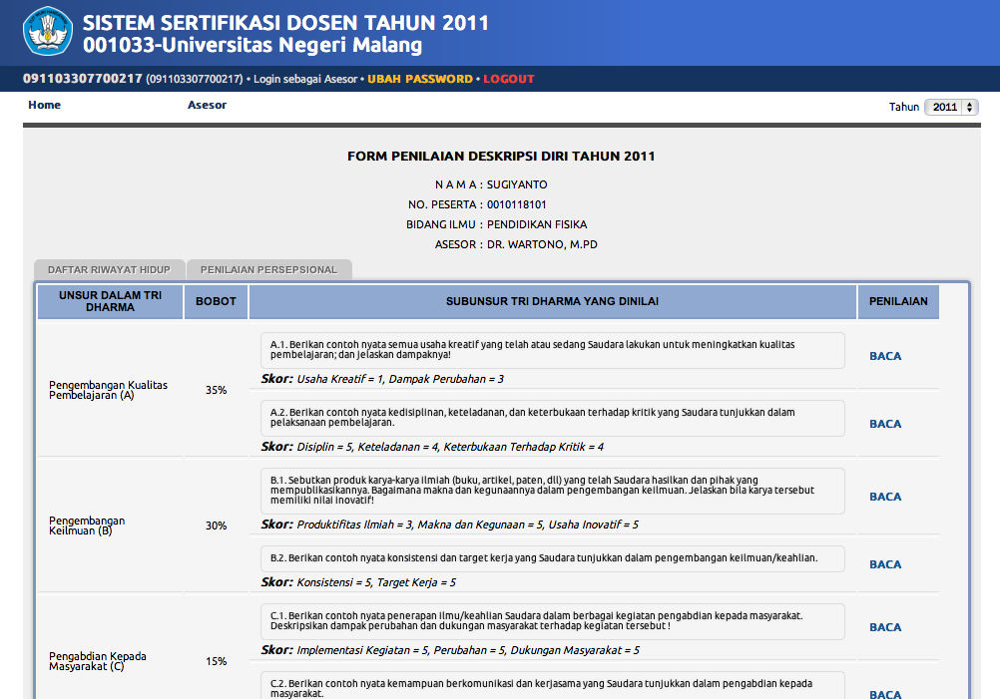 SISTEM SERTIFIKASI DOSEN TAHUN 2011
001033-Universitas Negeri Malang
091103307700217 (091103307700217) • Login sebagai Asesor • UBAH PASSWORD • LOGOUT
Home Asesor Tahun 2011
FORM PENILAIAN DESKRIPSI DIRI TAHUN 2011
N A M A : SUGIYANTO
NO. PESERTA : 0010118101
BIDANG ILMU : PENDIDIKAN FISIKA
ASESOR : DR. WARTONO, M.PD
DAFTAR RIWAYAT HIDUP PENILAIAN PERSEPSIONAL
UNSUR DALAM TRI DHARMA BOBOT SUBUNSUR TRI DHARMA YANG DINILAI PENILAIAN
Pengembangan Kualitas
Pembelajaran (A)
35%
A.1. Berikan contoh nyata semua usaha kreatif yang telah atau sedang Saudara lakukan untuk meningkatkan kualitas
pembelajaran; dan jelaskan dampaknya!
BACA
Skor: Usaha Kreatif = 1, Dampak Perubahan = 3
A.2. Berikan contoh nyata kedisiplinan, keteladanan, dan keterbukaan terhadap kritik yang Saudara tunjukkan dalam
pelaksanaan pembelajaran.
BACA
Skor: Disiplin = 5, Keteladanan = 4, Keterbukaan Terhadap Kritik = 4
Pengembangan
Keilmuan (B)
30%
B.1. Sebutkan produk karya-karya ilmiah (buku, artikel, paten, dll) yang telah Saudara hasilkan dan pihak yang
mempublikasikannya. Bagaimana makna dan kegunaannya dalam pengembangan keilmuan. Jelaskan bila karya tersebut
memiliki nilai inovatif!
BACA
Skor: Produktifitas Ilmiah = 3, Makna dan Kegunaan = 5, Usaha Inovatif = 5
B.2. Berikan contoh nyata konsistensi dan target kerja yang Saudara tunjukkan dalam pengembangan keilmuan/keahlian.
BACA
Skor: Konsistensi = 5, Target Kerja = 5
Pengabdian Kepada
Masyarakat (C)
15%
C.1. Berikan contoh nyata penerapan ilmu/keahlian Saudara dalam berbagai kegiatan pengabdian kepada masyarakat.
Deskripsikan dampak perubahan dan dukungan masyarakat terhadap kegiatan tersebut !
BACA
Skor: Implementasi Kegiatan = 5, Perubahan = 5, Dukungan Masyarakat = 5
C.2. Berikan contoh nyata kemampuan berkomunikasi dan kerjasama yang Saudara tunjukkan dalam pengabdian kepada
masyarakat.
BACA